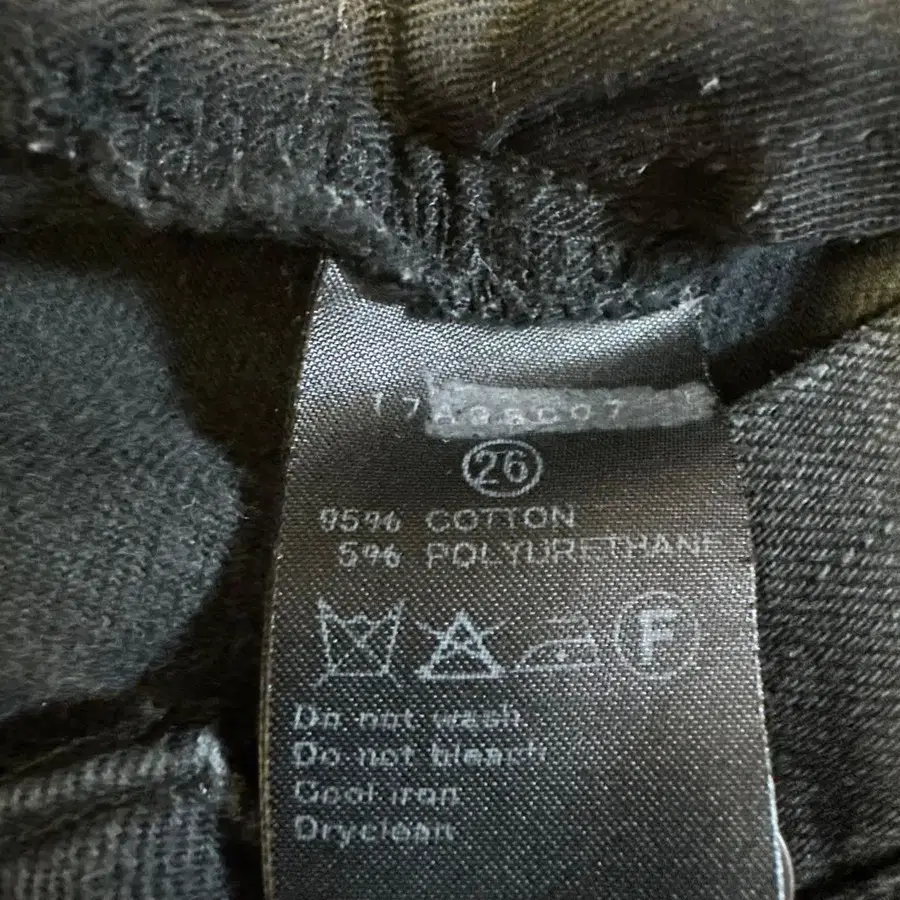 26
95% COTTON
5% POLYURETHANE
F
Do not wash
Do not bleach
Cool iron
Dryclean